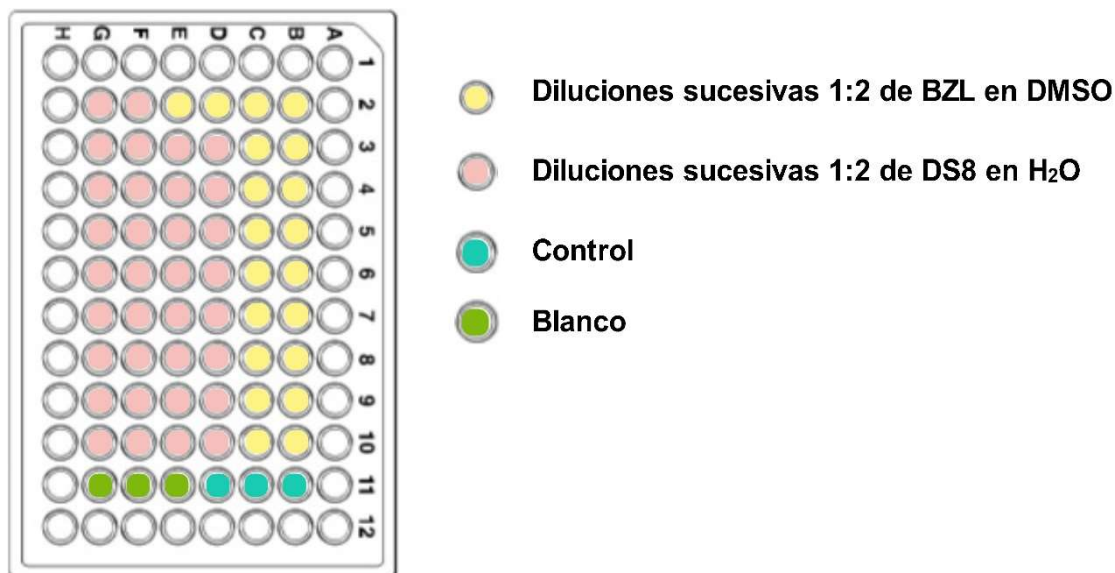 H G F E D C B A
1
2
3
4
5
6
7
8
9
10
11
12
Diluciones sucesivas 1:2 de BZL en DMSO
Diluciones sucesivas 1:2 de DS8 en H₂O
Control
Blanco